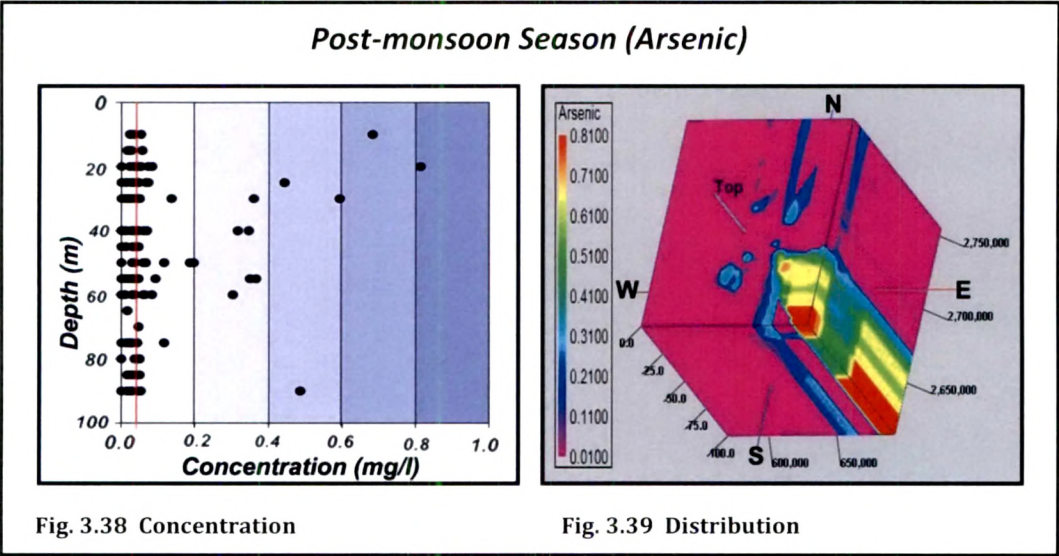 Post-monsoon Season (Arsenic)
0
20
40
60
80
100
Depth (m)
0.0 0.2 0.4 0.6 0.8 1.0
Concentration (mg/l)
Arsenic
0.8100
0.7100
0.6100
0.5100
0.4100
0.3100
0.2100
0.1100
0.0100
N
Top
W
E
S
2,750,000
2,700,000
2,650,000
0.0
-25.0
-50.0
-75.0
-100.0
600,000
650,000
Fig. 3.38 Concentration
Fig. 3.39 Distribution